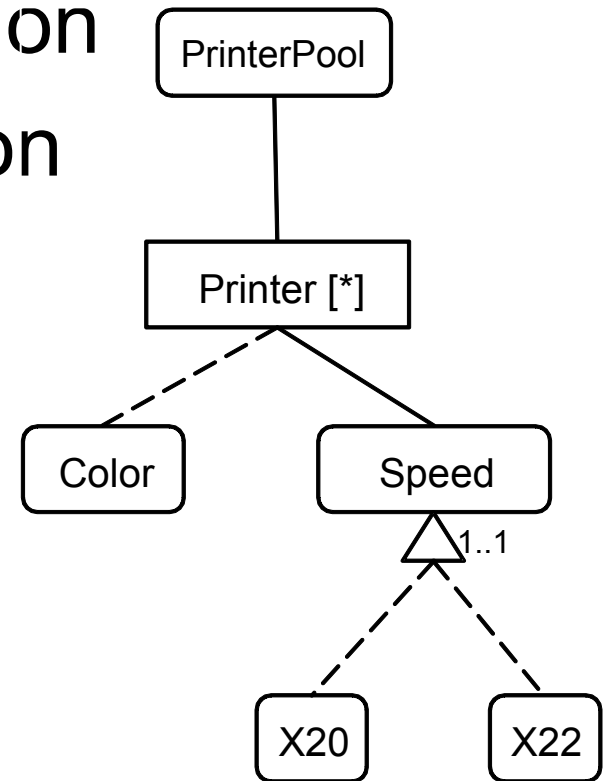 on
PrinterPool
on
Printer [*]
Color
Speed
1..1
X20
X22